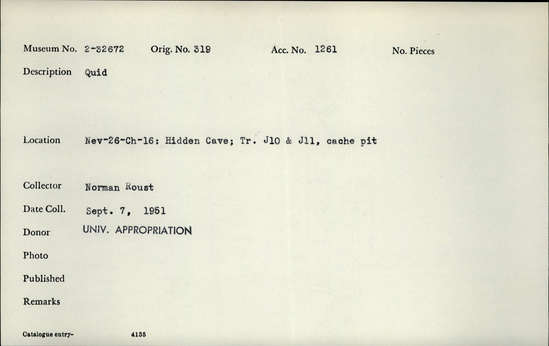 Museum No. 2-32672 Orig. No. 319 Acc. No. 1261 No. Pieces
Description Quid
Location Nev-26-Ch-16; Hidden Cave; Tr. J10 & J11, cache pit
Collector Norman Roust
Date Coll. Sept. 7, 1951
Donor UNIV. APPROPRIATION
Photo
Published
Remarks
Catalogue entry- 4135